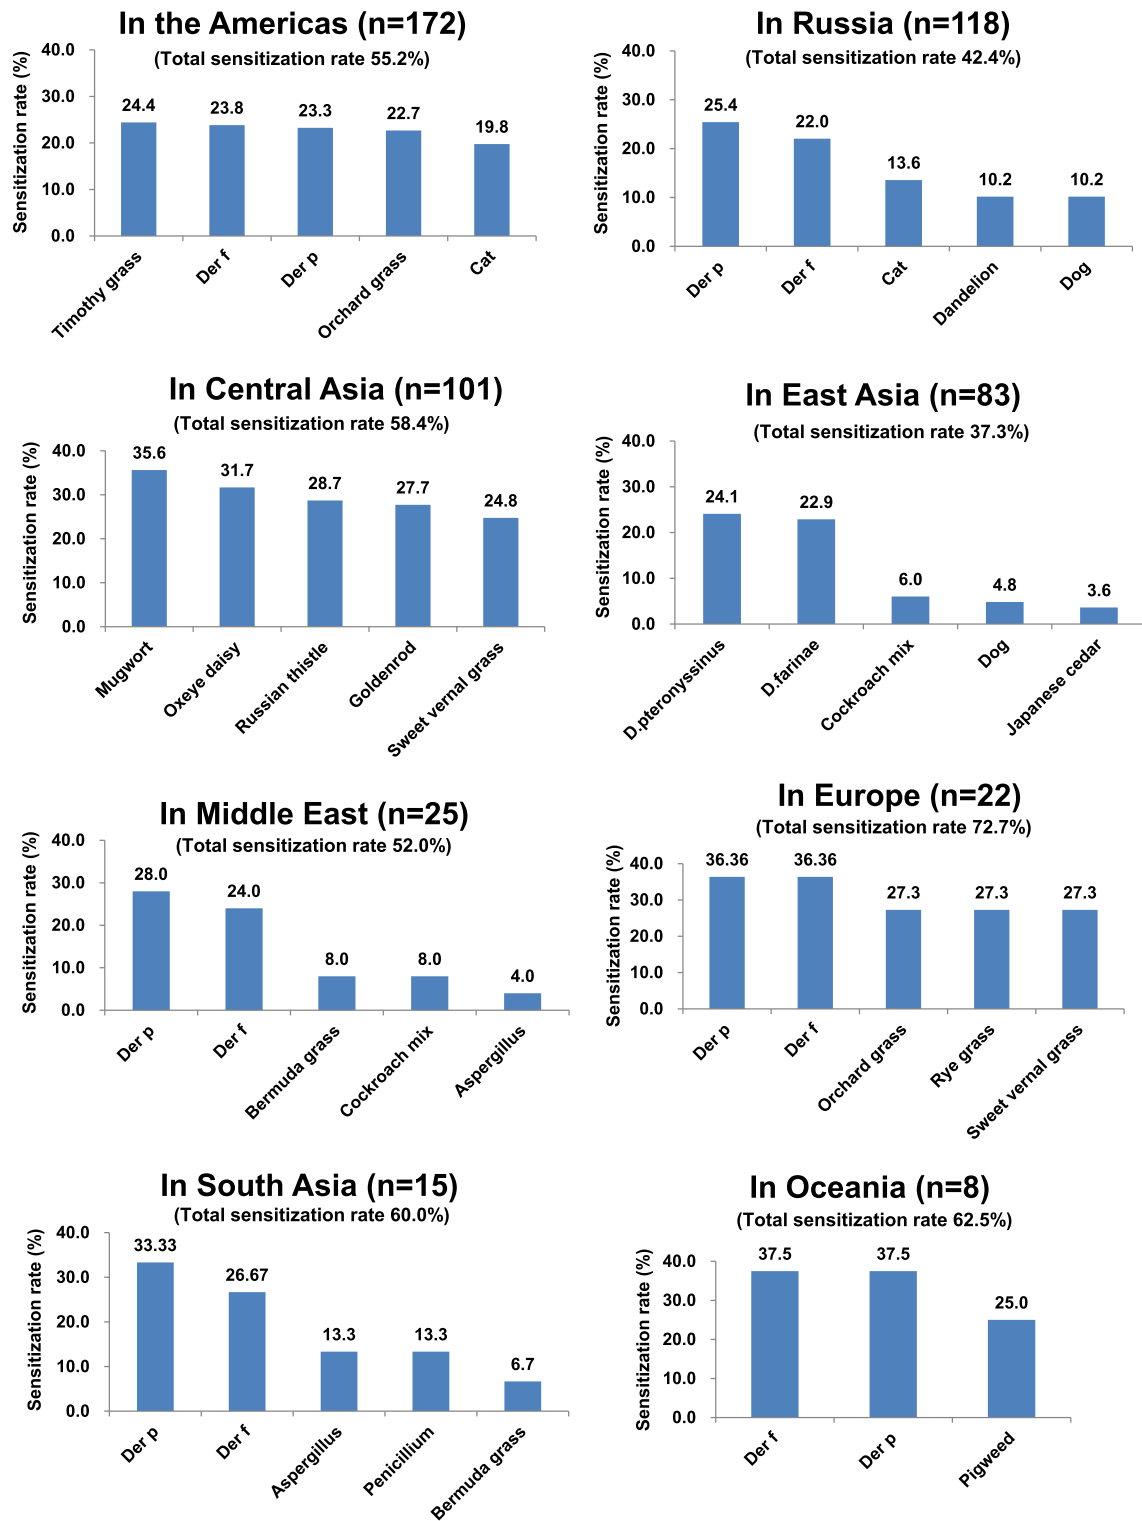 In the Americas (n=172)
(Total sensitization rate 55.2%)
Sensitization rate (%)
40.0
30.0
20.0
10.0
0.0
24.4
23.8
23.3
22.7
19.8
Timothy grass
Der f
Der p
Orchard grass
Cat
In Russia (n=118)
(Total sensitization rate 42.4%)
Sensitization rate (%)
40.0
30.0
20.0
10.0
0.0
25.4
22.0
13.6
10.2
10.2
Der p
Der f
Cat
Dandelion
Dog
In Central Asia (n=101)
(Total sensitization rate 58.4%)
Sensitization rate (%)
40.0
30.0
20.0
10.0
0.0
35.6
31.7
28.7
27.7
24.8
Mugwort
Oxeye daisy
Russian thistle
Goldenrod
Sweet vernal grass
In East Asia (n=83)
(Total sensitization rate 37.3%)
Sensitization rate (%)
40.0
30.0
20.0
10.0
0.0
24.1
22.9
6.0
4.8
3.6
D.pteronyssinus
D.farinae
Cockroach mix
Dog
Japanese cedar
In Middle East (n=25)
(Total sensitization rate 52.0%)
Sensitization rate (%)
40.0
30.0
20.0
10.0
0.0
28.0
24.0
8.0
8.0
4.0
Der p
Der f
Bermuda grass
Cockroach mix
Aspergillus
In Europe (n=22)
(Total sensitization rate 72.7%)
Sensitization rate (%)
40.0
30.0
20.0
10.0
0.0
36.36
36.36
27.3
27.3
27.3
Der p
Der f
Orchard grass
Rye grass
Sweet vernal grass
In South Asia (n=15)
(Total sensitization rate 60.0%)
Sensitization rate (%)
40.0
30.0
20.0
10.0
0.0
33.33
26.67
13.3
13.3
6.7
Der p
Der f
Aspergillus
Penicillium
Bermuda grass
In Oceania (n=8)
(Total sensitization rate 62.5%)
Sensitization rate (%)
40.0
30.0
20.0
10.0
0.0
37.5
37.5
25.0
Der f
Der p
Pigweed